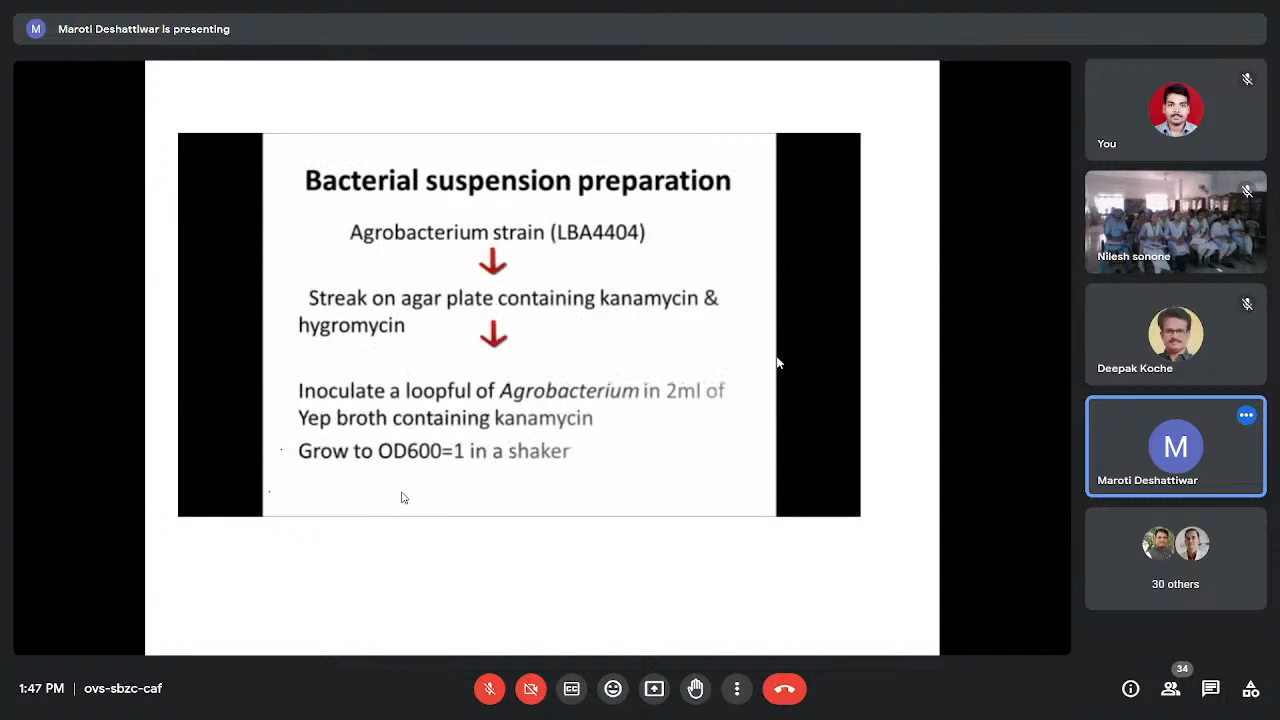 M Maroti Deshattiwar is presenting
Bacterial suspension preparation
Agrobacterium strain (LBA4404)
Streak on agar plate containing kanamycin &
hygromycin
Inoculate a loopful of Agrobacterium in 2ml of
Yep broth containing kanamycin
Grow to OD600=1 in a shaker
You
Nilesh sonone
Deepak Koche
M
Maroti Deshattiwar
30 others
1:47 PM | ovs-sbzc-caf
34